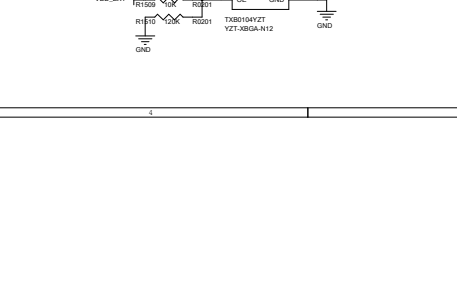 R1509 10K R0201
R1510 120K R0201
GND
TXB0104YZT
YZT-XBGA-N12
GND
4